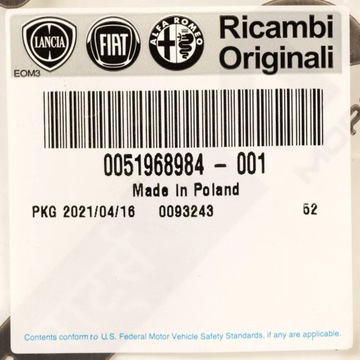 LANCIA
FIAT
ALFA ROMEO
Ricambi
Originali
EOM3
0051968984 - 001
Made in Poland
PKG 2021/04/16 0093243 52
Contents conform to U.S. Federal Motor Vehicle Safety Standards, if any are applicable.